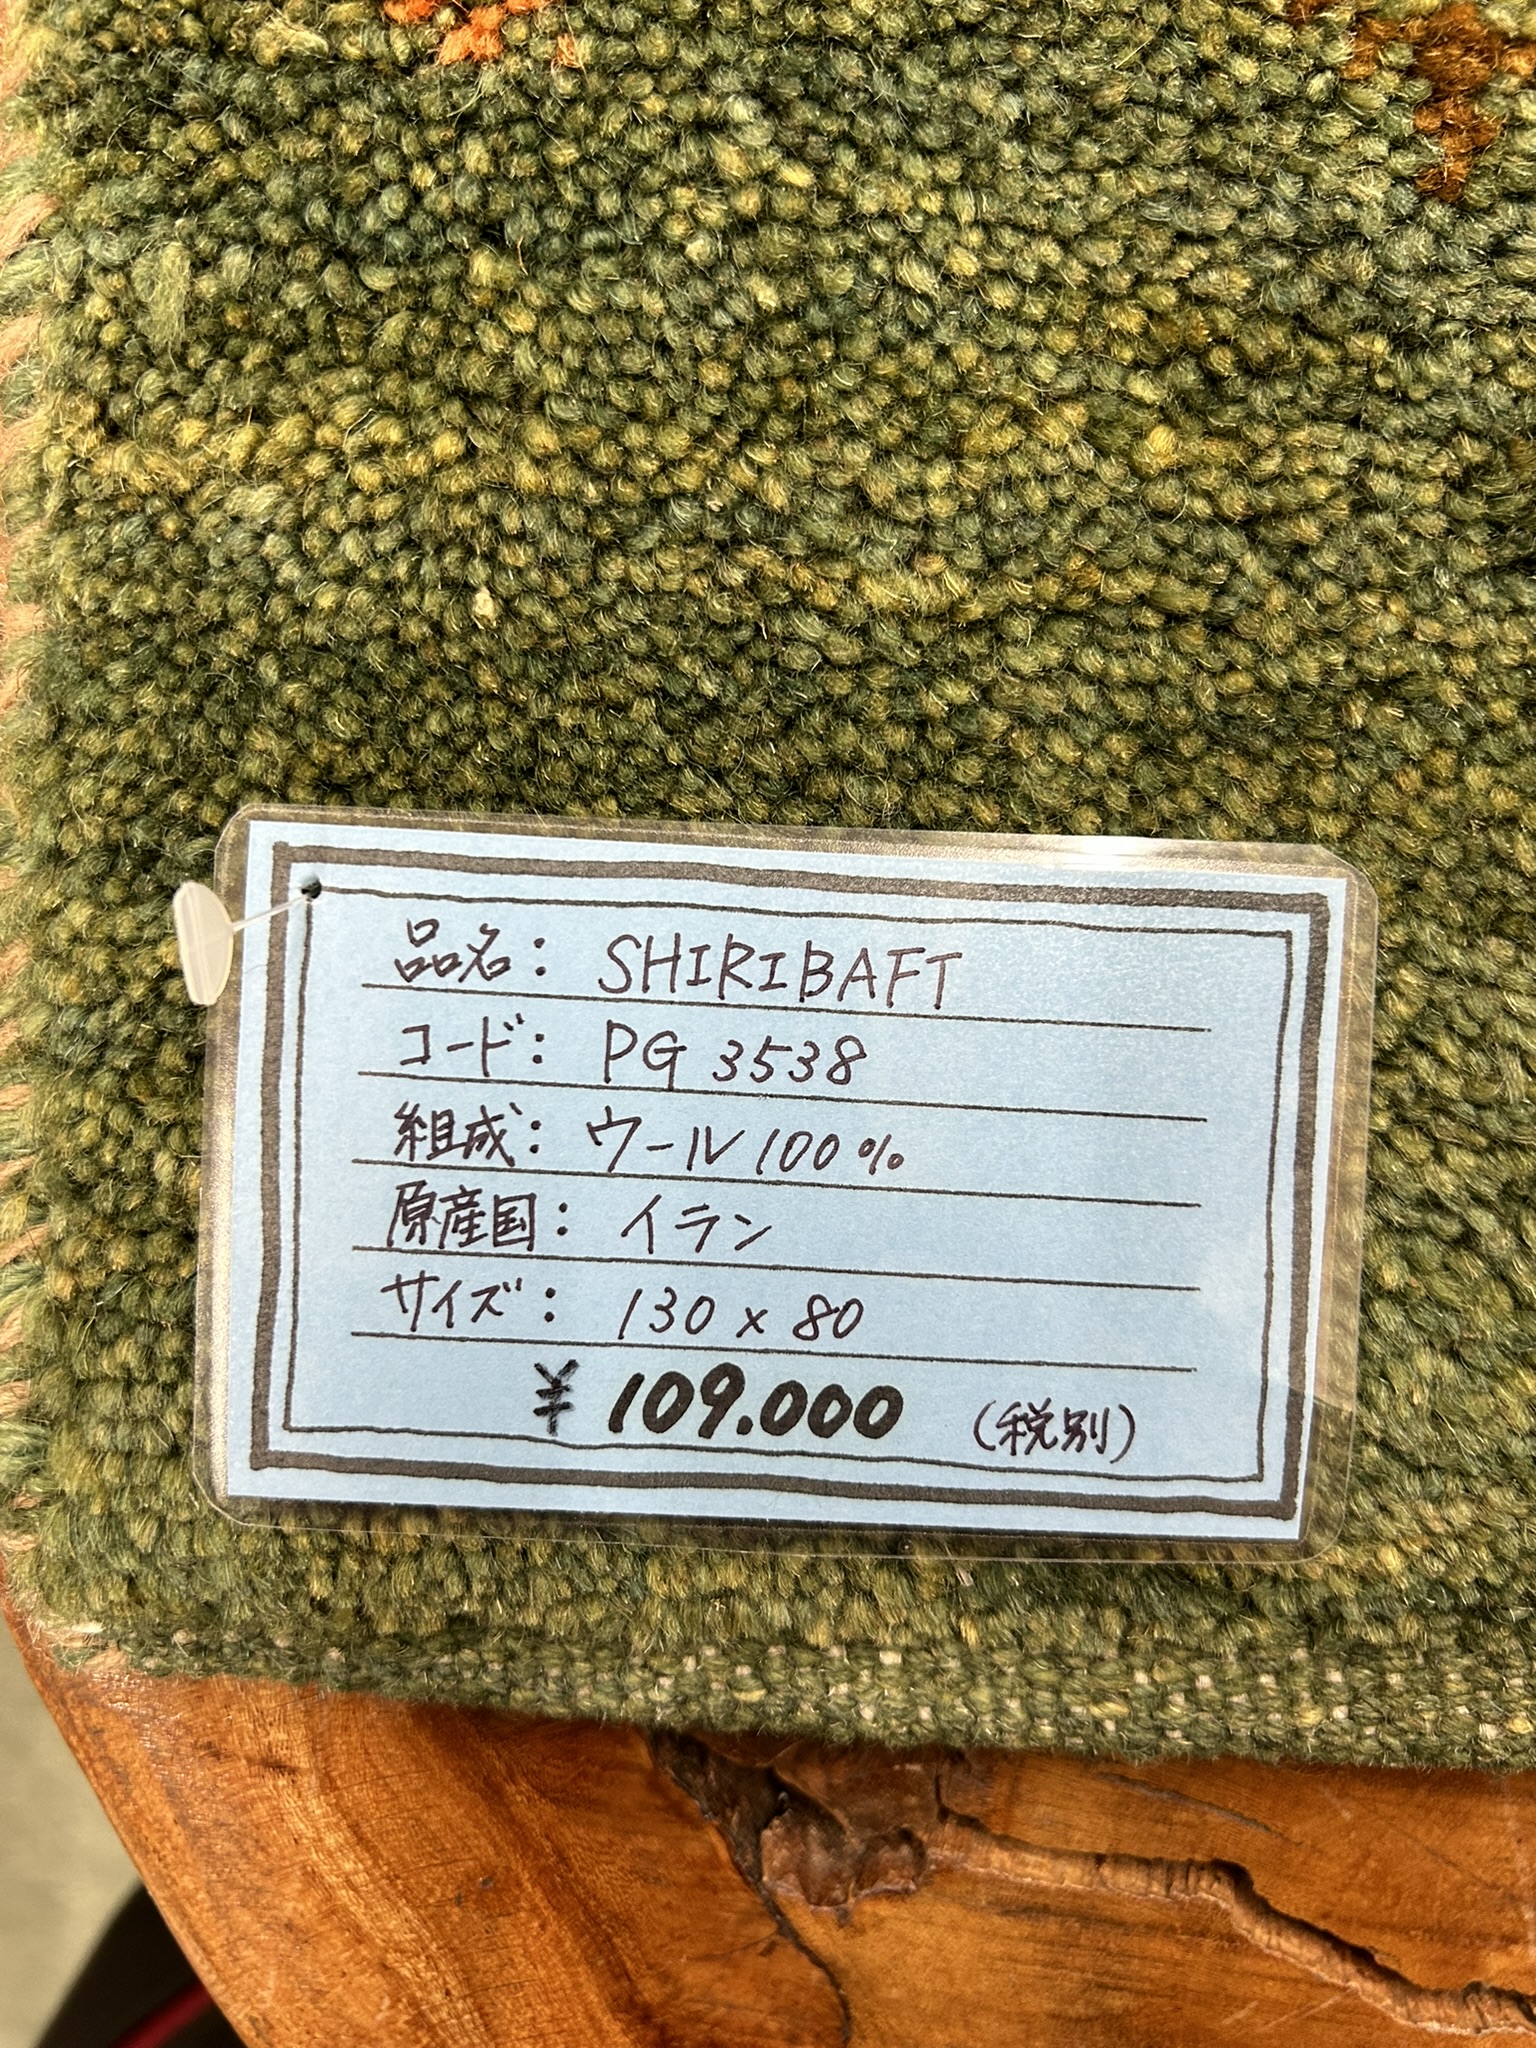 品名: SHIRIBAFT
コード: PG 3538
組成: ウール100%
原産国: イラン
サイズ: 130 x 80
¥ 109.000 (税別)